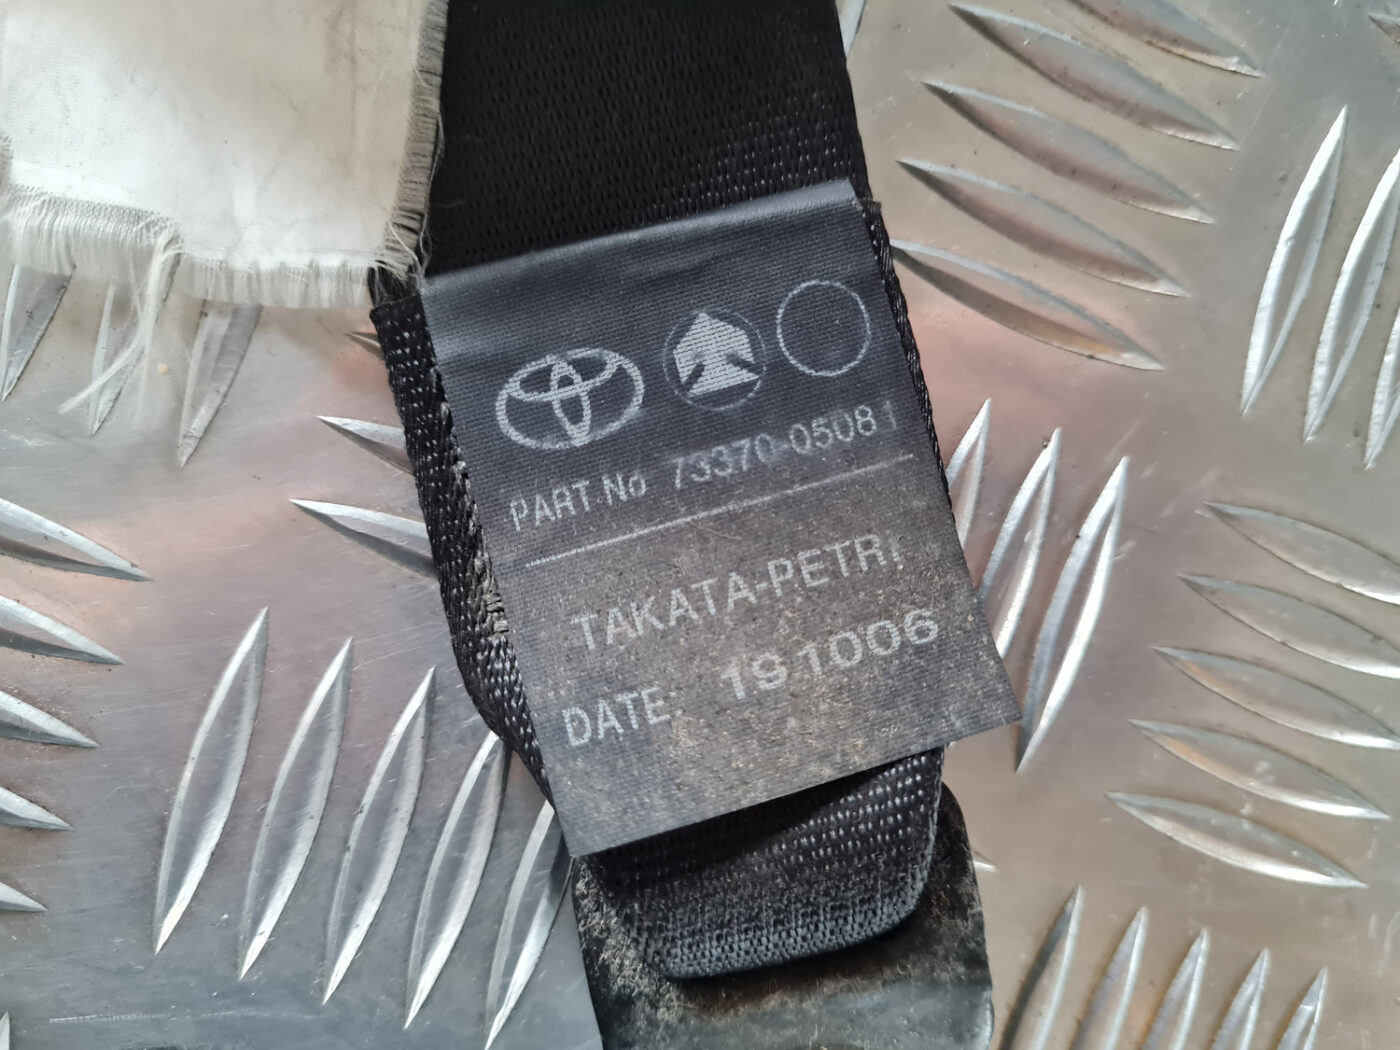 PART No 73370-05081
TAKATA-PETRI
DATE: 191006